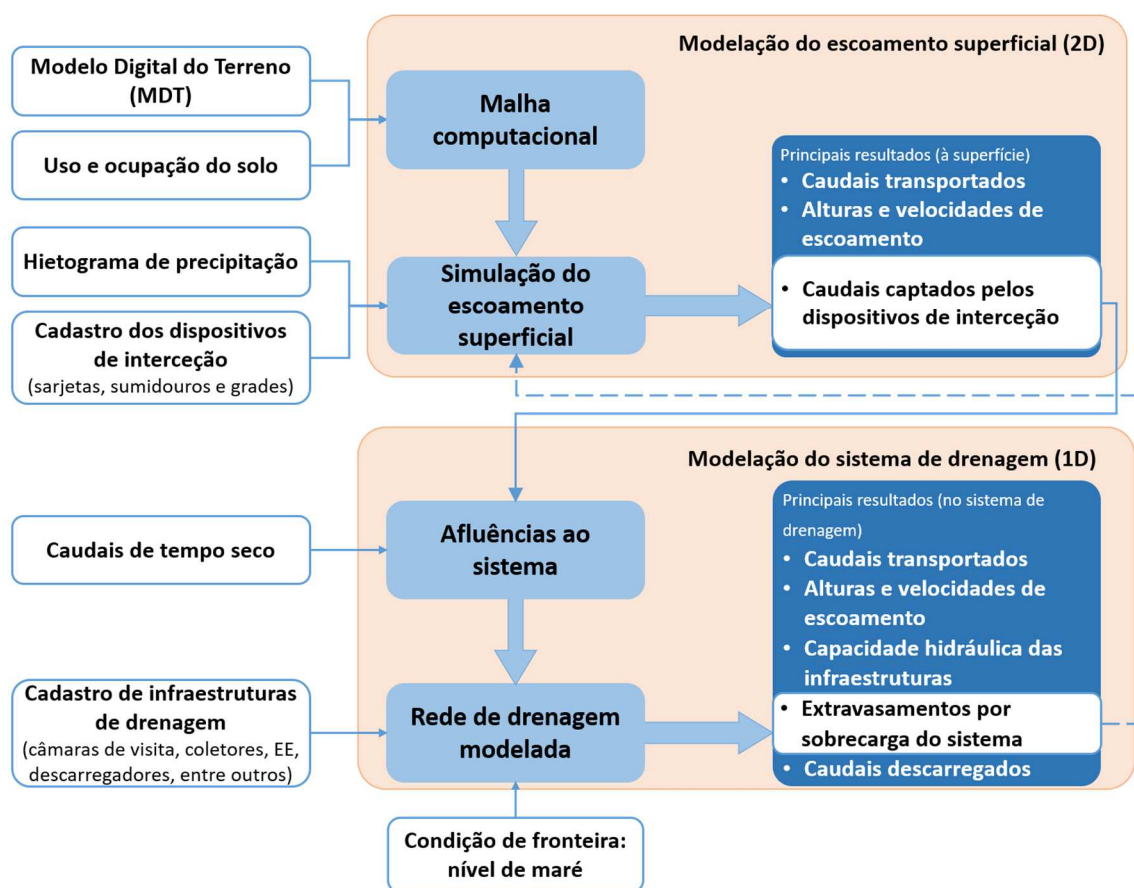 Modelação do escoamento superficial (2D)
Modelo Digital do Terreno
(MDT)
Uso e ocupação do solo
Malha
computacional
Hietograma de precipitação
Cadastro dos dispositivos
de interceção
(sarjetas, sumidouros e grades)
Simulação do
escoamento
superficial
Principais resultados (à superfície)
• Caudais transportados
• Alturas e velocidades de
escoamento
• Caudais captados pelos
dispositivos de interceção
Modelação do sistema de drenagem (1D)
Caudais de tempo seco
Afluências ao
sistema
Cadastro de infraestruturas
de drenagem
(câmaras de visita, coletores, EE,
descarregadores, entre outros)
Rede de drenagem
modelada
Principais resultados (no sistema de
drenagem)
• Caudais transportados
• Alturas e velocidades de
escoamento
• Capacidade hidráulica das
infraestruturas
• Extravasamentos por
sobrecarga do sistema
• Caudais descarregados
Condição de fronteira:
nível de maré